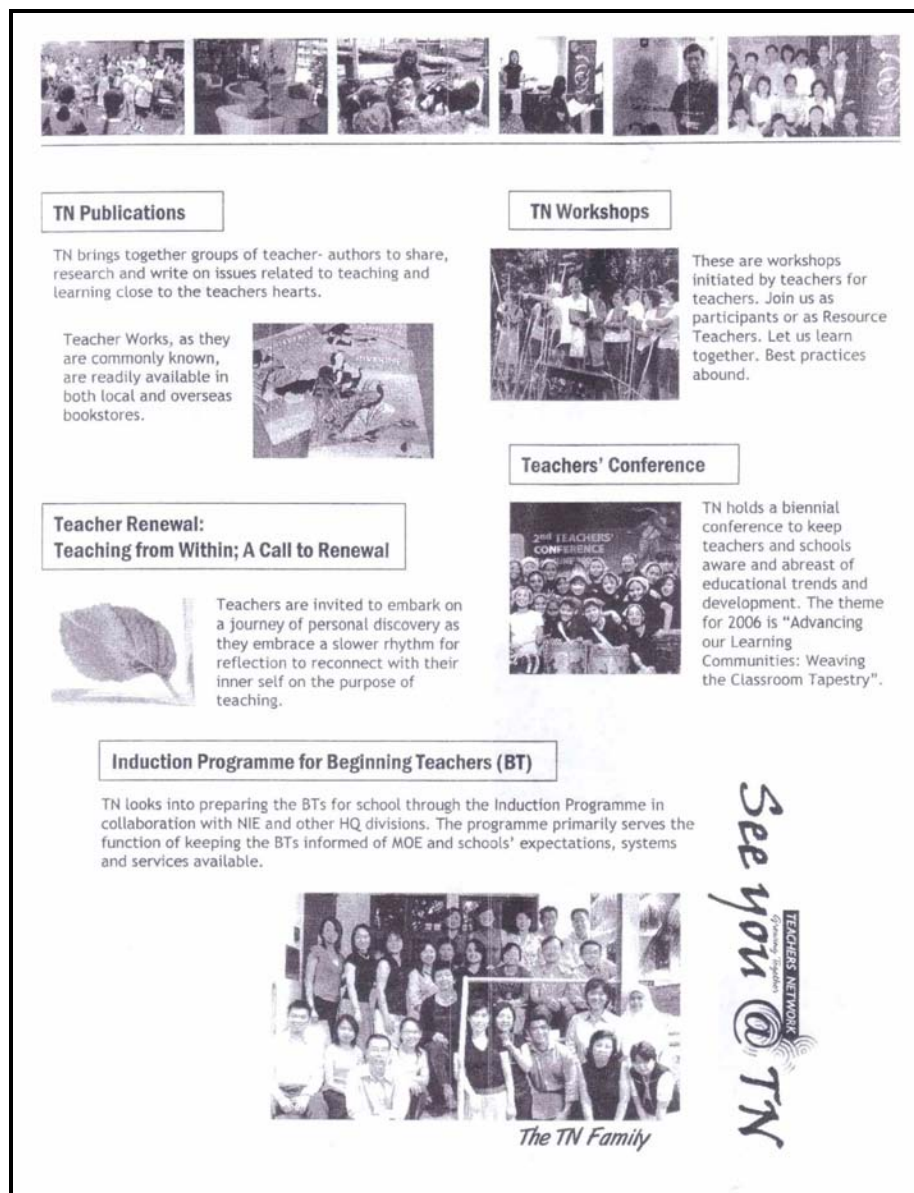 TN Publications
TN brings together groups of teacher- authors to share,
research and write on issues related to teaching and
learning close to the teachers hearts.
Teacher Works, as they
are commonly known,
are readily available in
both local and overseas
bookstores.
TN Workshops
These are workshops
initiated by teachers for
teachers. Join us as
participants or as Resource
Teachers. Let us learn
together. Best practices
abound.
Teachers' Conference
2nd TEACHERS'
CONFERENCE
TN holds a biennial
conference to keep
teachers and schools
aware and abreast of
educational trends and
development. The theme
for 2006 is “Advancing
our Learning
Communities: Weaving
the Classroom Tapestry”.
Teacher Renewal:
Teaching from Within; A Call to Renewal
Teachers are invited to embark on
a journey of personal discovery as
they embrace a slower rhythm for
reflection to reconnect with their
inner self on the purpose of
teaching.
Induction Programme for Beginning Teachers (BT)
TN looks into preparing the BTs for school through the Induction Programme in
collaboration with NIE and other HQ divisions. The programme primarily serves the
function of keeping the BTs informed of MOE and schools’ expectations, systems
and services available.
The TN Family
See you @ TN
TEACHERS NETWORK
Growing Together